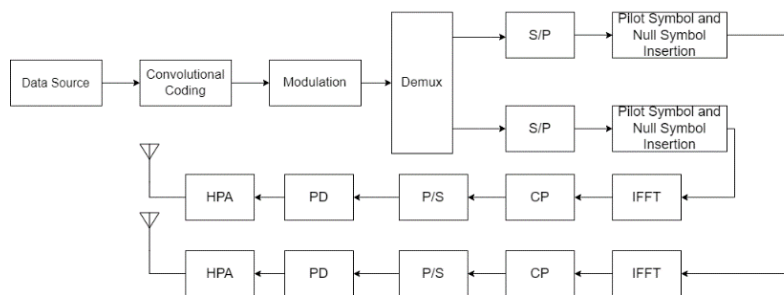 S/P
Pilot Symbol and
Null Symbol
Insertion
Data Source
Convolutional
Coding
Modulation
Demux
S/P
Pilot Symbol and
Null Symbol
Insertion
HPA
PD
P/S
CP
IFFT
HPA
PD
P/S
CP
IFFT